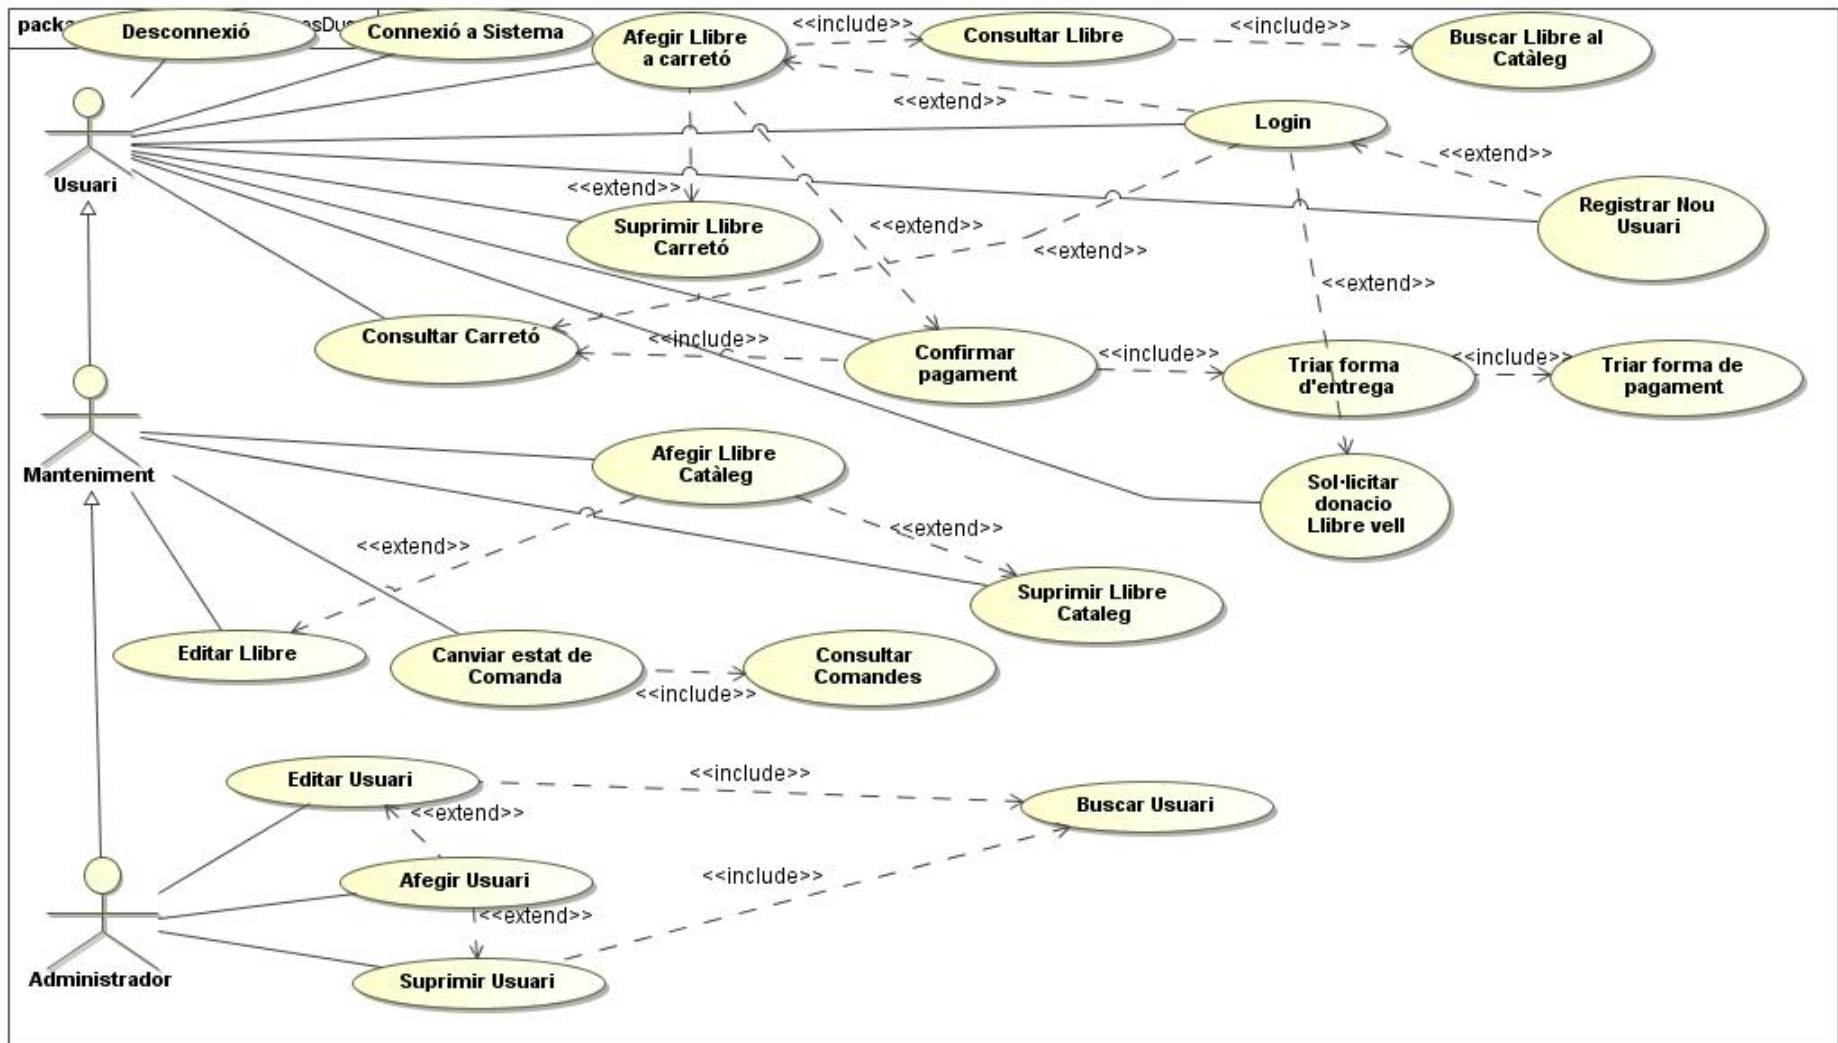 pack
Desconnexió
esDu
Connexió a Sistema
Afegir Llibre
a carretó
<<include>>
Consultar Llibre
<<include>>
Buscar Llibre al
Catàleg
<<extend>>
Login
<<extend>>
Usuari
<<extend>>
Suprimir Llibre
Carretó
<<extend>>
<<extend>>
Registrar Nou
Usuari
<<extend>>
Consultar Carretó
<<include>>
Confirmar
pagament
<<include>>
Triar forma
d'entrega
<<include>>
Triar forma de
pagament
Manteniment
Afegir Llibre
Catàleg
Sol·licitar
donacio
Llibre vell
<<extend>>
<<extend>>
Suprimir Llibre
Cataleg
Editar Llibre
Canviar estat de
Comanda
<<include>>
Consultar
Comandes
Editar Usuari
<<include>>
Buscar Usuari
<<extend>>
Afegir Usuari
<<include>>
<<extend>>
Administrador
Suprimir Usuari